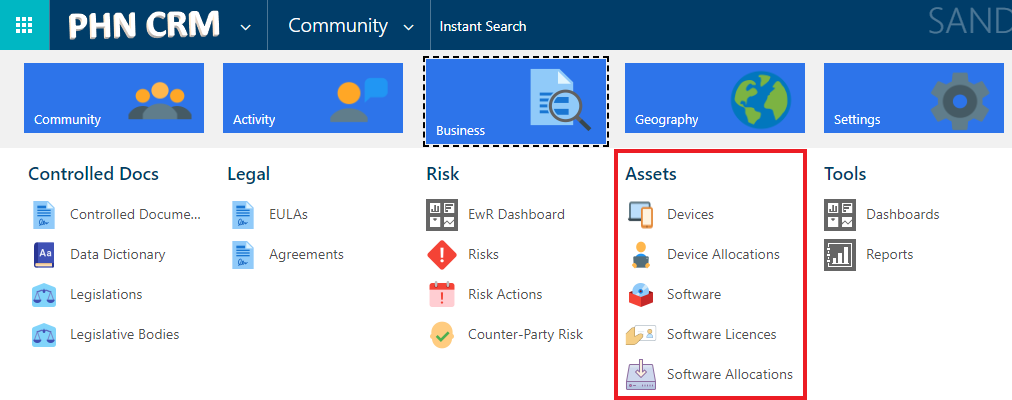 PHN CRM
Community
Instant Search
SAND
Community
Activity
Business
Geography
Settings
Controlled Docs
Controlled Docume...
Data Dictionary
Legislations
Legislative Bodies
Legal
EULAs
Agreements
Risk
EwR Dashboard
Risks
Risk Actions
Counter-Party Risk
Assets
Devices
Device Allocations
Software
Software Licences
Software Allocations
Tools
Dashboards
Reports